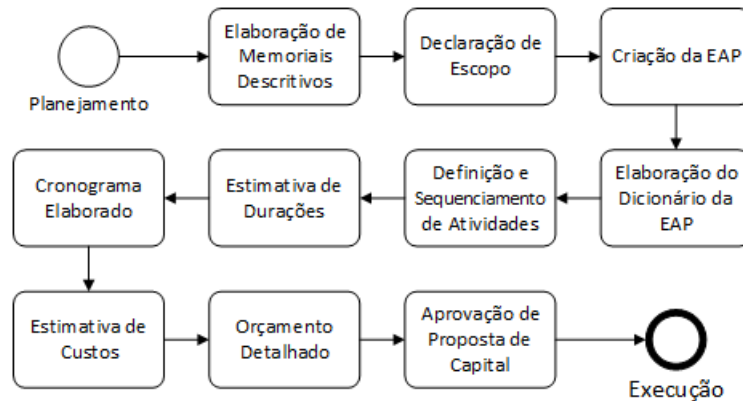 Planejamento
Elaboração de
Memoriais
Descritivos
Declaração de
Escopo
Criação da EAP
Elaboração do
Dicionário da
EAP
Definição e
Sequenciamento
de Atividades
Estimativa de
Durações
Cronograma
Elaborado
Estimativa de
Custos
Orçamento
Detalhado
Aprovação de
Proposta de
Capital
Execução